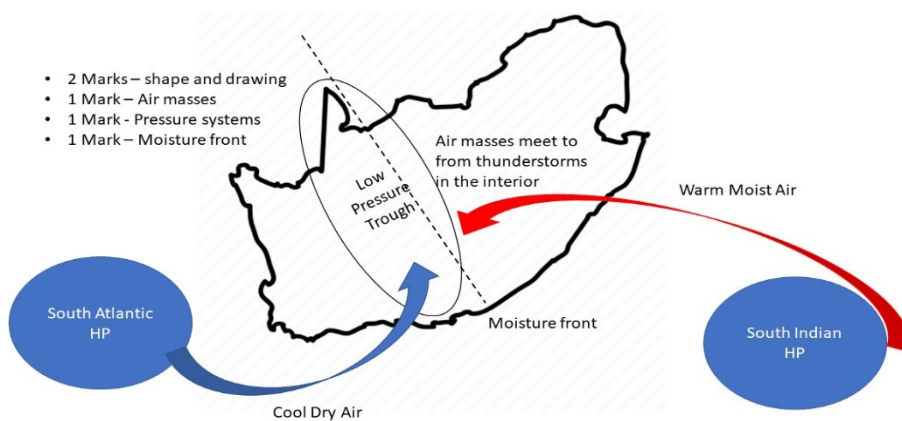 • 2 Marks – shape and drawing
• 1 Mark – Air masses
• 1 Mark - Pressure systems
• 1 Mark – Moisture front
Air masses meet to
from thunderstorms
in the interior
Low
Pressure
Trough
Warm Moist Air
South Atlantic
HP
Moisture front
South Indian
HP
Cool Dry Air